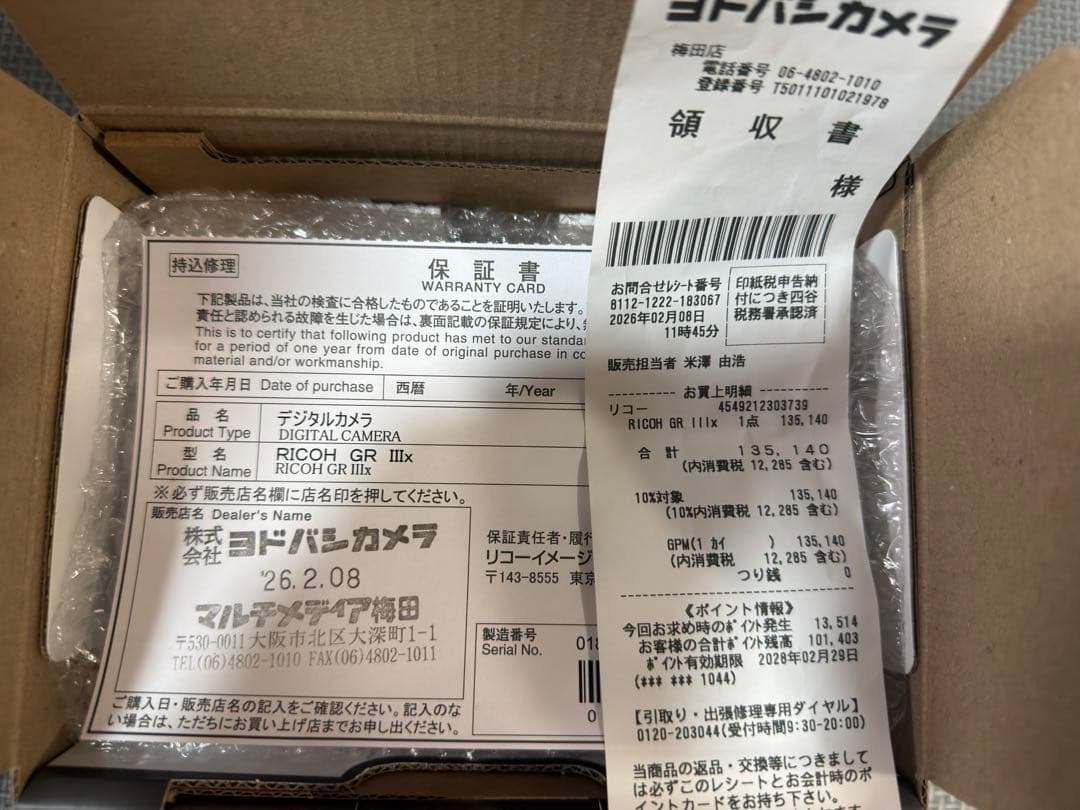 ヨドバシカメラ
梅田店
電話番号 06-4802-1010
登録番号 T5011101021978
領 収 書
様
お問合せレシート番号
8112-1222-183067
2026年02月08日
11時45分
印紙税申告納
付につき四谷
税務署承認済
販売担当者 米澤 由浩
お買上明細
リコー 4549212303739
RICOH GR IIIx 1点 135,140
合 計 135,140
(内消費税 12,285 含む)
10%対象 135,140
(10%内消費税 12,285 含む)
GPM(1 カイ ) 135,140
(内消費税 12,285 含む)
つり銭 0
《ポイント情報》
今回お求め時のポイント発生 13,514
お客様の合計ポイント残高 101,403
ポイント有効期限 2028年02月29日
(*** *** 1044)
【引取り・出張修理専用ダイヤル】
0120-203044(受付時間9:30-20:00)
当商品の返品・交換等につきまして
は必ずこのレシートとお会計時のポ
イントカードをお持ち下さい。
持込修理
保証書
WARRANTY CARD
下記製品は、当社の検査に合格したものであることを証明いたします。
責任と認められる故障を生じた場合は、裏面記載の保証規定により、
This is to certify that following product has met to our standa
for a period of one year from date of original purchase in co
material and/or workmanship.
ご購入年月日 Date of purchase 西暦 年/Year
品 名 デジタルカメラ
Product Type DIGITAL CAMERA
型 名 RICOH GR IIIx
Product Name RICOH GR IIIx
※必ず販売店名欄に店名印を押してください。
販売店名 Dealer's Name
株式会社 ヨドバシカメラ
'26.2.08
マルチメディア梅田
〒530-0011 大阪市北区大深町1-1
TEL(06)4802-1010 FAX(06)4802-1011
ご購入日・販売店名の記入をご確認ください。記入のな
い場合は、ただちにお買い上げ店までお申し出ください。
保証責任者・履行
リコーイメージ
〒143-8555 東京
製造番号
Serial No. 018
0